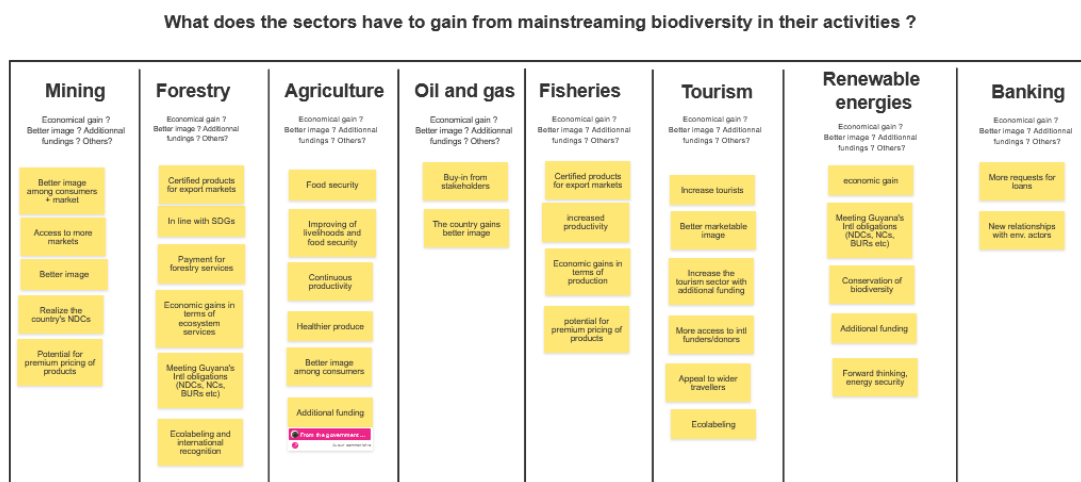 What does the sectors have to gain from mainstreaming biodiversity in their activities ?
Mining
Economical gain ?
Better image ? Additionnal
fundings ? Others?
Better image
among consumers
+ market
Access to more
markets
Better image
Realize the
country's NDCs
Potential for
premium pricing of
products
Forestry
Economical gain ?
Better image ? Additionnal
fundings ? Others?
Certified products
for export markets
In line with SDGs
Payment for
forestry services
Economic gains in
terms of
ecosystem
services
Meeting Guyana's
Intl obligations
(NDCs, NCs,
BURs etc)
Ecolabeling and
international
recognition
Agriculture
Economical gain ?
Better image ? Additionnal
fundings ? Others?
Food security
Improving of
livelihoods and
food security
Continuous
productivity
Healthier produce
Better image
among consumers
Additional funding
From the government ...
Oil and gas
Economical gain ?
Better image ? Additionnal
fundings ? Others?
Buy-in from
stakeholders
The country gains
better image
Fisheries
Economical gain ?
Better image ? Additionnal
fundings ? Others?
Certified products
for export markets
increased
productivity
Economic gains in
terms of
production
potential for
premium pricing of
products
Tourism
Economical gain ?
Better image ? Additionnal
fundings ? Others?
Increase tourists
Better marketable
image
Increase the
tourism sector with
additional funding
More access to intl
funders/donors
Appeal to wider
travellers
Ecolabeling
Renewable
energies
Economical gain ?
Better image ? Additionnal
fundings ? Others?
economic gain
Meeting Guyana's
Intl obligations
(NDCs, NCs,
BURs etc)
Conservation of
biodiversity
Additional funding
Forward thinking,
energy security
Banking
Economical gain ?
Better image ? Additionnal
fundings ? Others?
More requests for
loans
New relationships
with env. actors